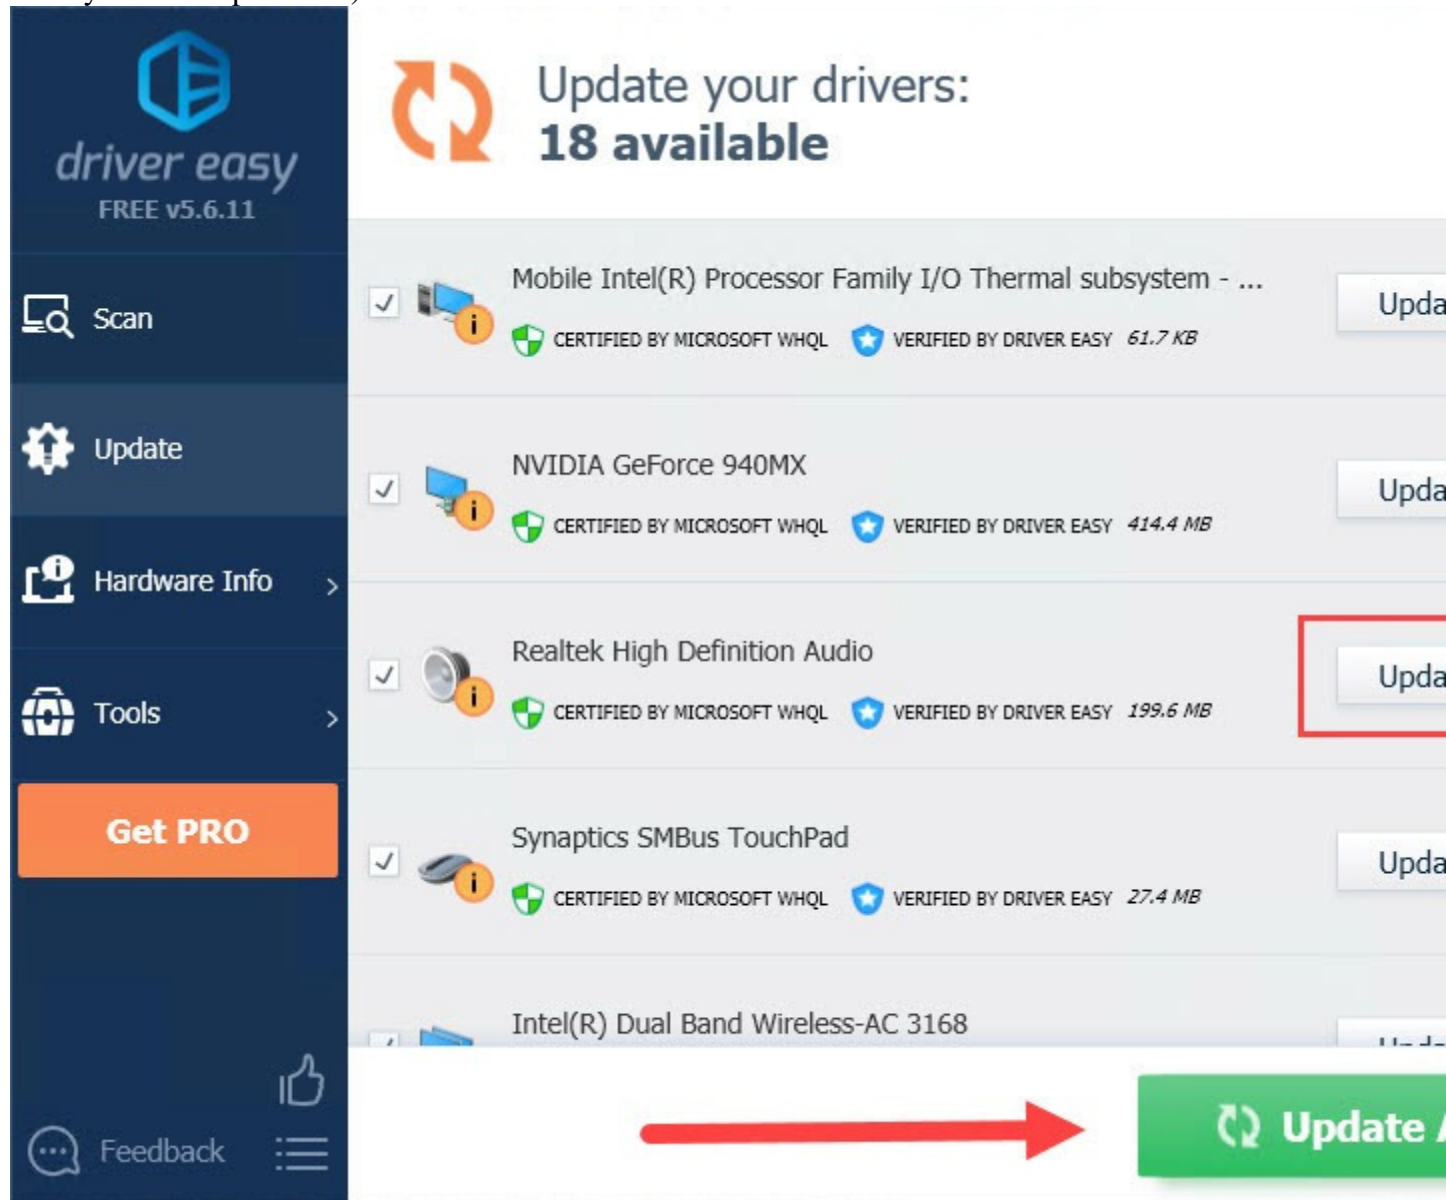 driver easy
FREE v5.6.11
Scan
Update
Hardware Info
Tools
Get PRO
Feedback
Update your drivers:
18 available
Mobile Intel(R) Processor Family I/O Thermal subsystem - ...
CERTIFIED BY MICROSOFT WHQL VERIFIED BY DRIVER EASY 61.7 KB
Upda
NVIDIA GeForce 940MX
CERTIFIED BY MICROSOFT WHQL VERIFIED BY DRIVER EASY 414.4 MB
Upda
Realtek High Definition Audio
CERTIFIED BY MICROSOFT WHQL VERIFIED BY DRIVER EASY 199.6 MB
Upda
Synaptics SMBus TouchPad
CERTIFIED BY MICROSOFT WHQL VERIFIED BY DRIVER EASY 27.4 MB
Upda
Intel(R) Dual Band Wireless-AC 3168
Update A